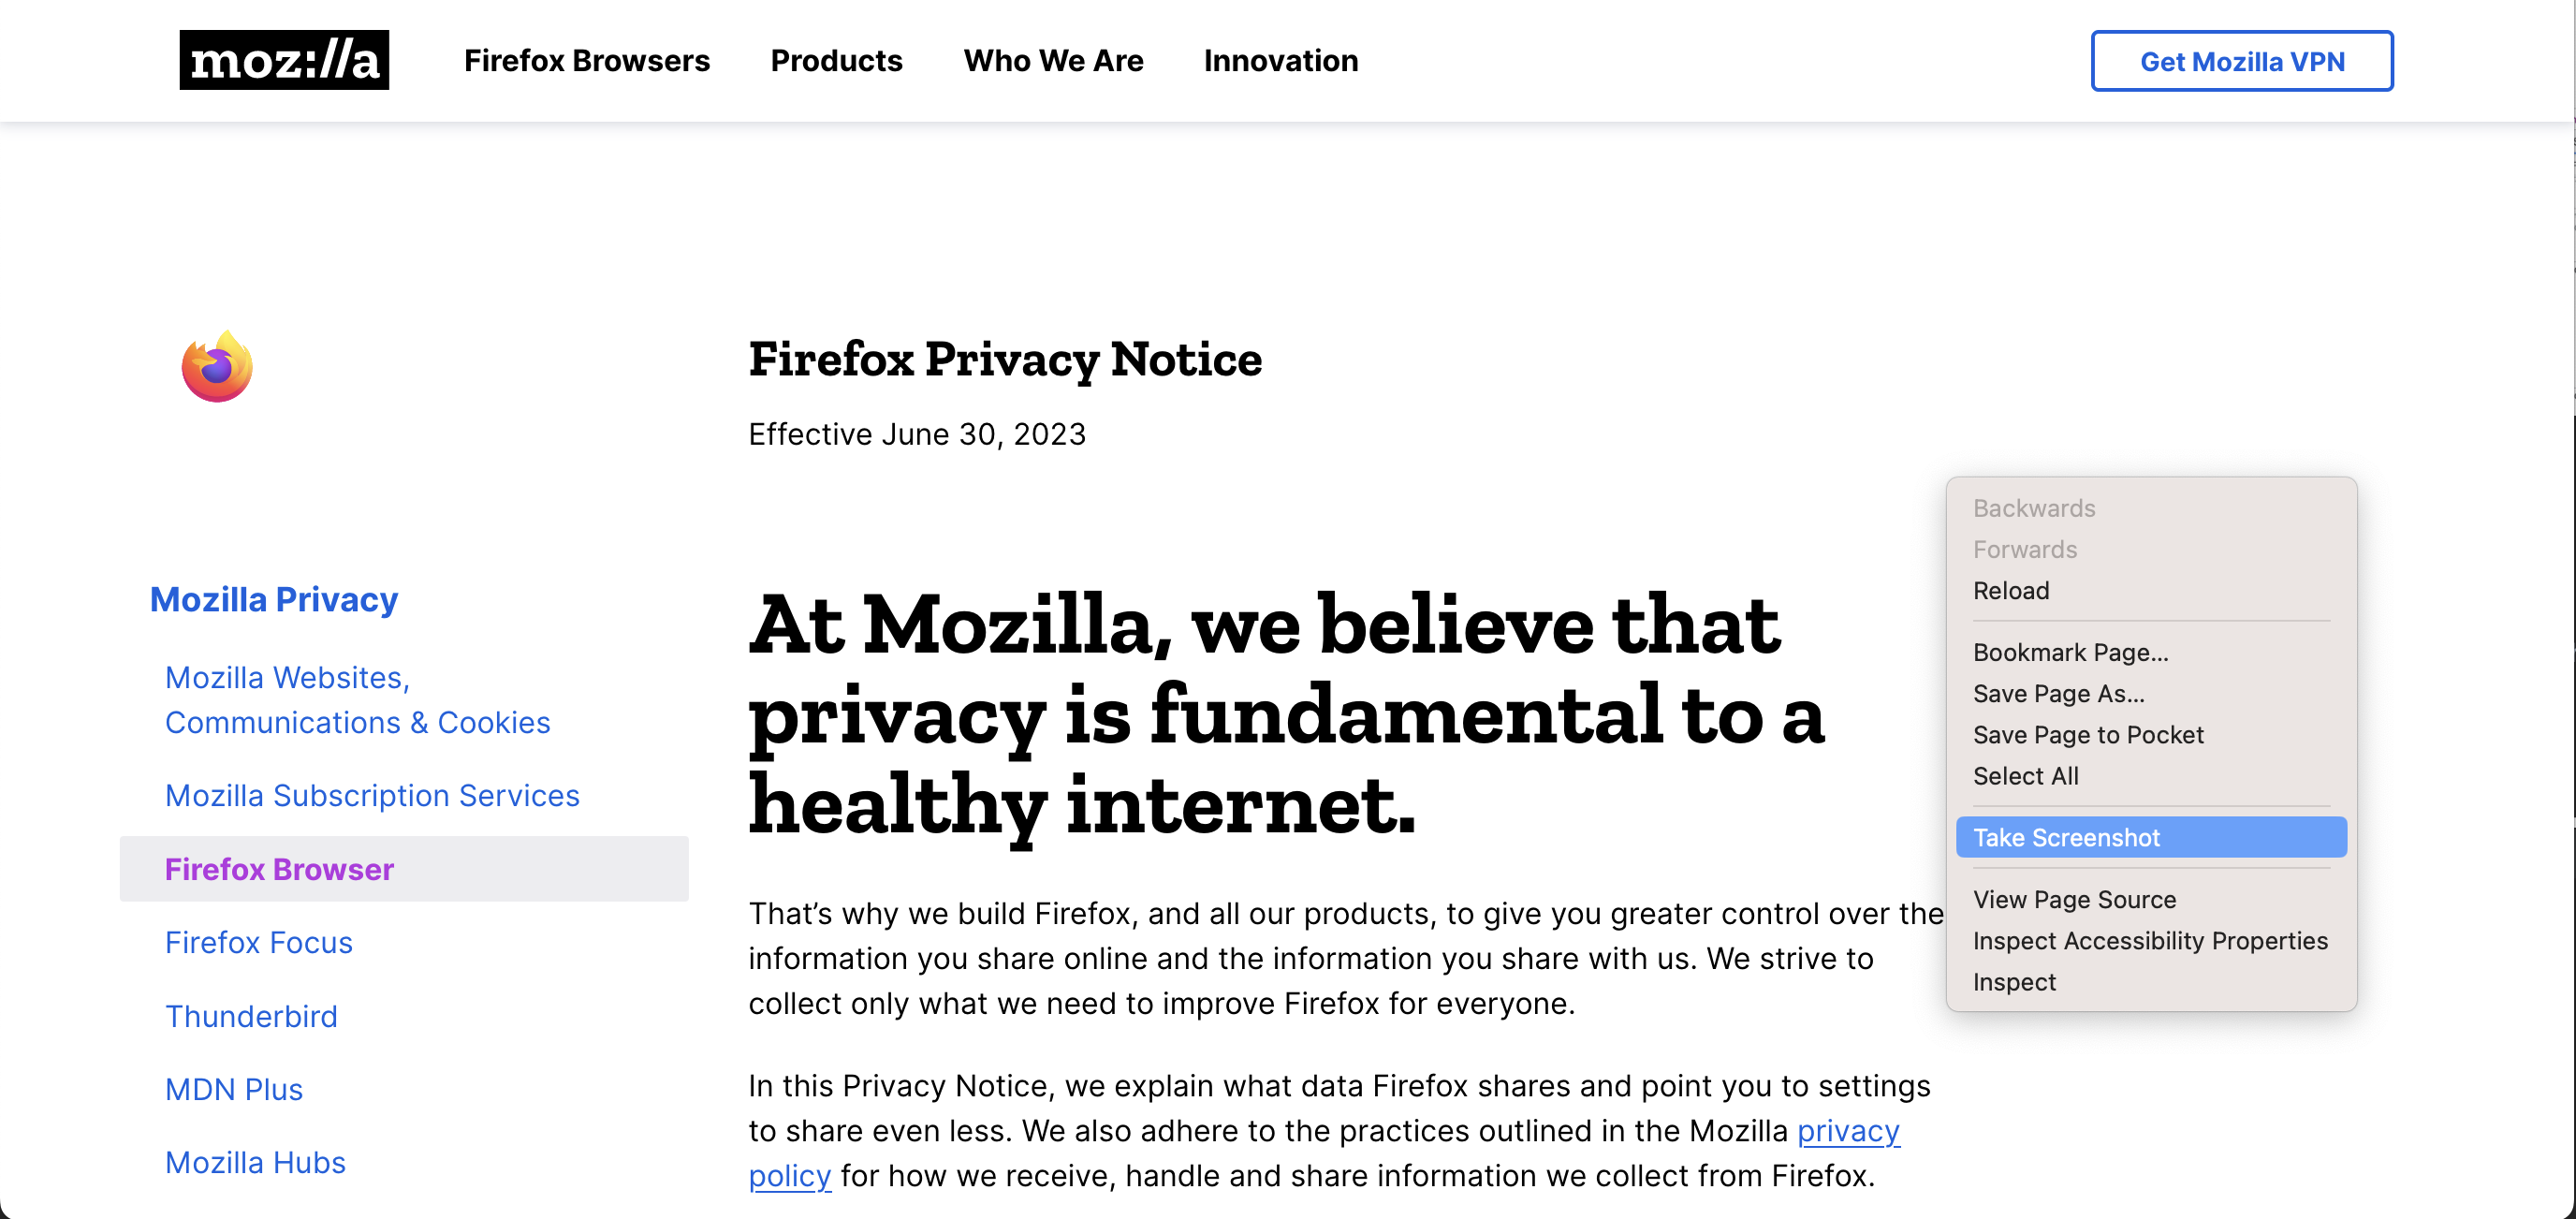 moz://a
Firefox Browsers
Products
Who We Are
Innovation
Get Mozilla VPN
Firefox Privacy Notice
Effective June 30, 2023
Mozilla Privacy
Mozilla Websites,
Communications & Cookies
Mozilla Subscription Services
Firefox Browser
Firefox Focus
Thunderbird
MDN Plus
Mozilla Hubs
At Mozilla, we believe that
privacy is fundamental to a
healthy internet.
That’s why we build Firefox, and all our products, to give you greater control over the
information you share online and the information you share with us. We strive to
collect only what we need to improve Firefox for everyone.
In this Privacy Notice, we explain what data Firefox shares and point you to settings
to share even less. We also adhere to the practices outlined in the Mozilla privacy
policy for how we receive, handle and share information we collect from Firefox.
Backwards
Forwards
Reload
Bookmark Page...
Save Page As...
Save Page to Pocket
Select All
Take Screenshot
View Page Source
Inspect Accessibility Properties
Inspect